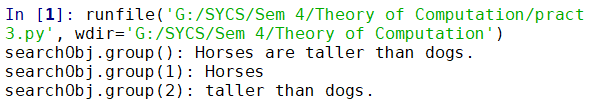 In [1]: runfile('G:/SYCS/Sem 4/Theory of Computation/pract
3.py', wdir='G:/SYCS/Sem 4/Theory of Computation')
searchObj.group(): Horses are taller than dogs.
searchObj.group(1): Horses
searchObj.group(2): taller than dogs.